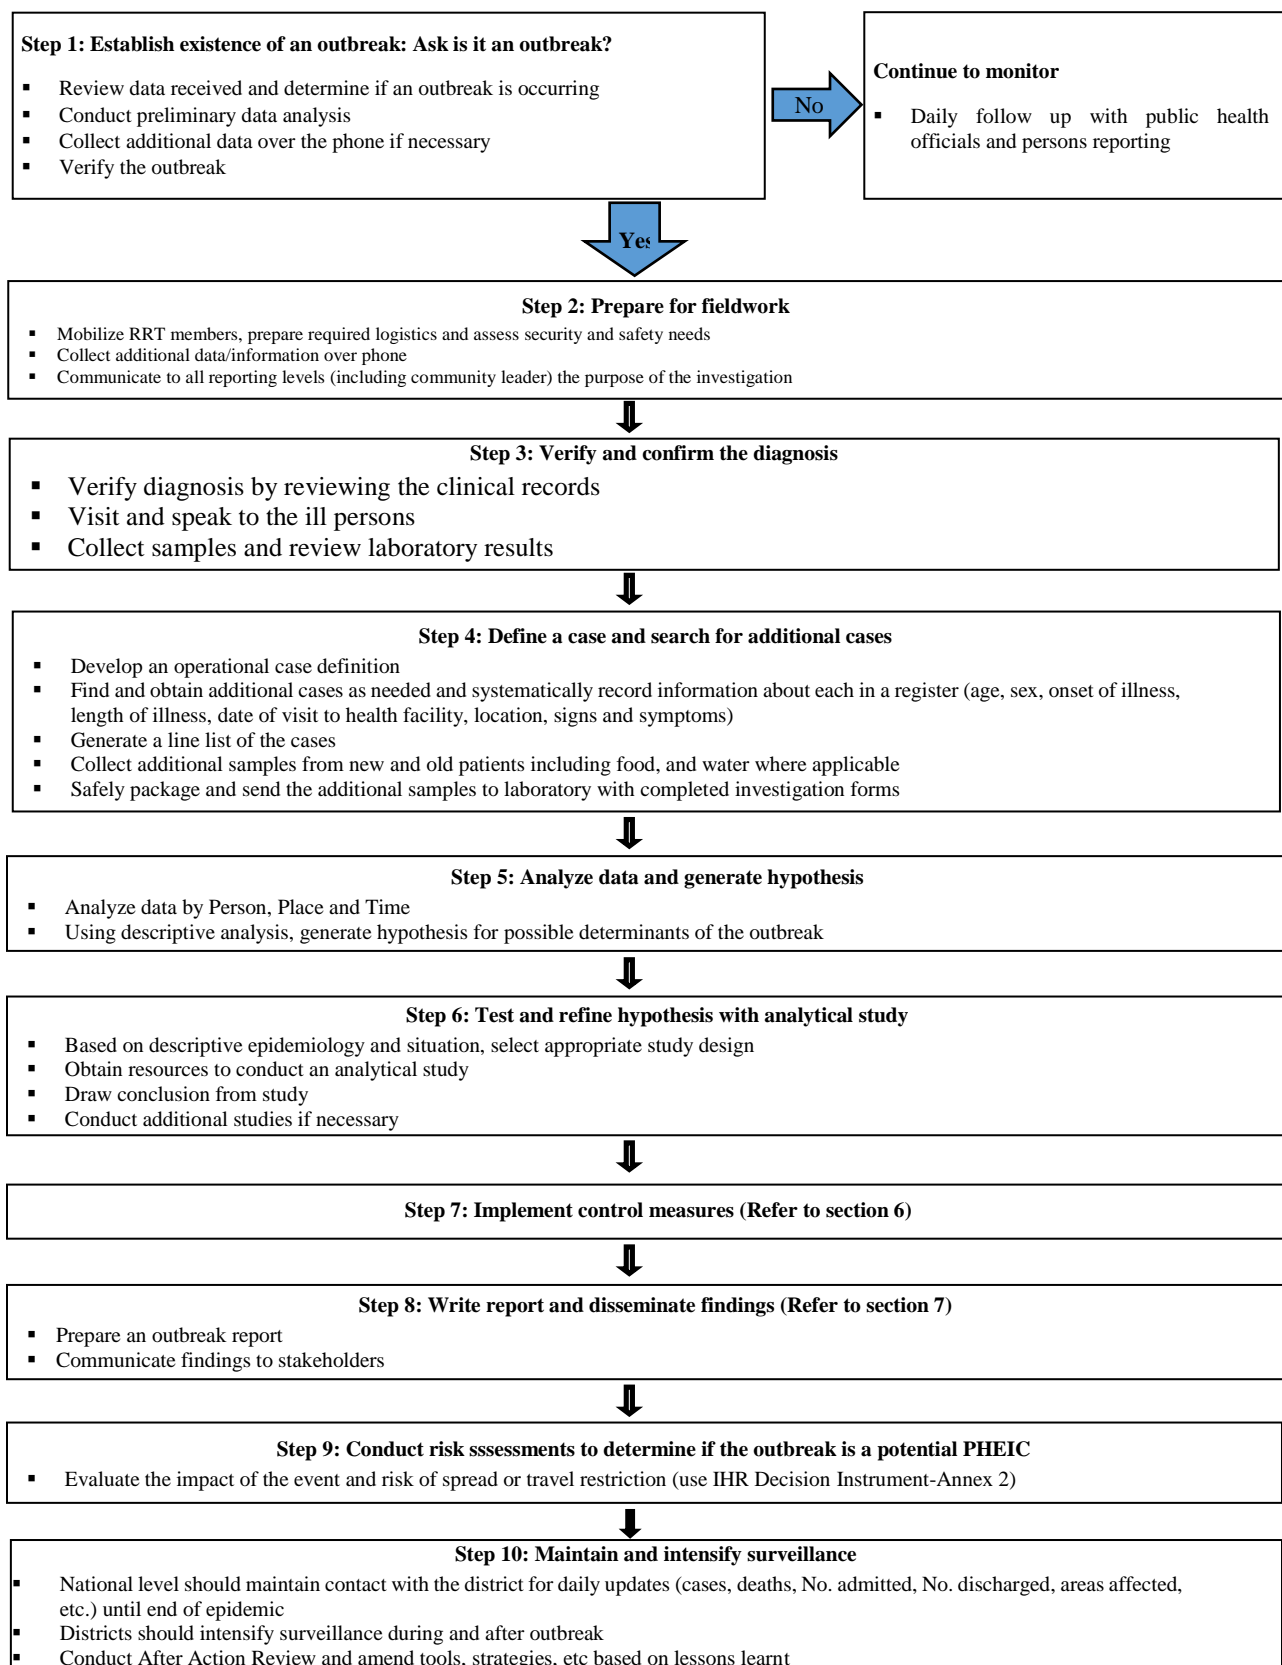 Step 1: Establish existence of an outbreak: Ask is it an outbreak?
▪ Review data received and determine if an outbreak is occurring
▪ Conduct preliminary data analysis
▪ Collect additional data over the phone if necessary
▪ Verify the outbreak
No
Continue to monitor
▪ Daily follow up with public health
officials and persons reporting
Yes
Step 2: Prepare for fieldwork
▪ Mobilize RRT members, prepare required logistics and assess security and safety needs
▪ Collect additional data/information over phone
▪ Communicate to all reporting levels (including community leader) the purpose of the investigation
Step 3: Verify and confirm the diagnosis
▪ Verify diagnosis by reviewing the clinical records
▪ Visit and speak to the ill persons
▪ Collect samples and review laboratory results
Step 4: Define a case and search for additional cases
▪ Develop an operational case definition
▪ Find and obtain additional cases as needed and systematically record information about each in a register (age, sex, onset of illness,
length of illness, date of visit to health facility, location, signs and symptoms)
▪ Generate a line list of the cases
▪ Collect additional samples from new and old patients including food, and water where applicable
▪ Safely package and send the additional samples to laboratory with completed investigation forms
Step 5: Analyze data and generate hypothesis
▪ Analyze data by Person, Place and Time
▪ Using descriptive analysis, generate hypothesis for possible determinants of the outbreak
Step 6: Test and refine hypothesis with analytical study
▪ Based on descriptive epidemiology and situation, select appropriate study design
▪ Obtain resources to conduct an analytical study
▪ Draw conclusion from study
▪ Conduct additional studies if necessary
Step 7: Implement control measures (Refer to section 6)
Step 8: Write report and disseminate findings (Refer to section 7)
▪ Prepare an outbreak report
▪ Communicate findings to stakeholders
Step 9: Conduct risk sssessments to determine if the outbreak is a potential PHEIC
▪ Evaluate the impact of the event and risk of spread or travel restriction (use IHR Decision Instrument-Annex 2)
Step 10: Maintain and intensify surveillance
▪ National level should maintain contact with the district for daily updates (cases, deaths, No. admitted, No. discharged, areas affected,
etc.) until end of epidemic
▪ Districts should intensify surveillance during and after outbreak
▪ Conduct After Action Review and amend tools, strategies, etc based on lessons learnt